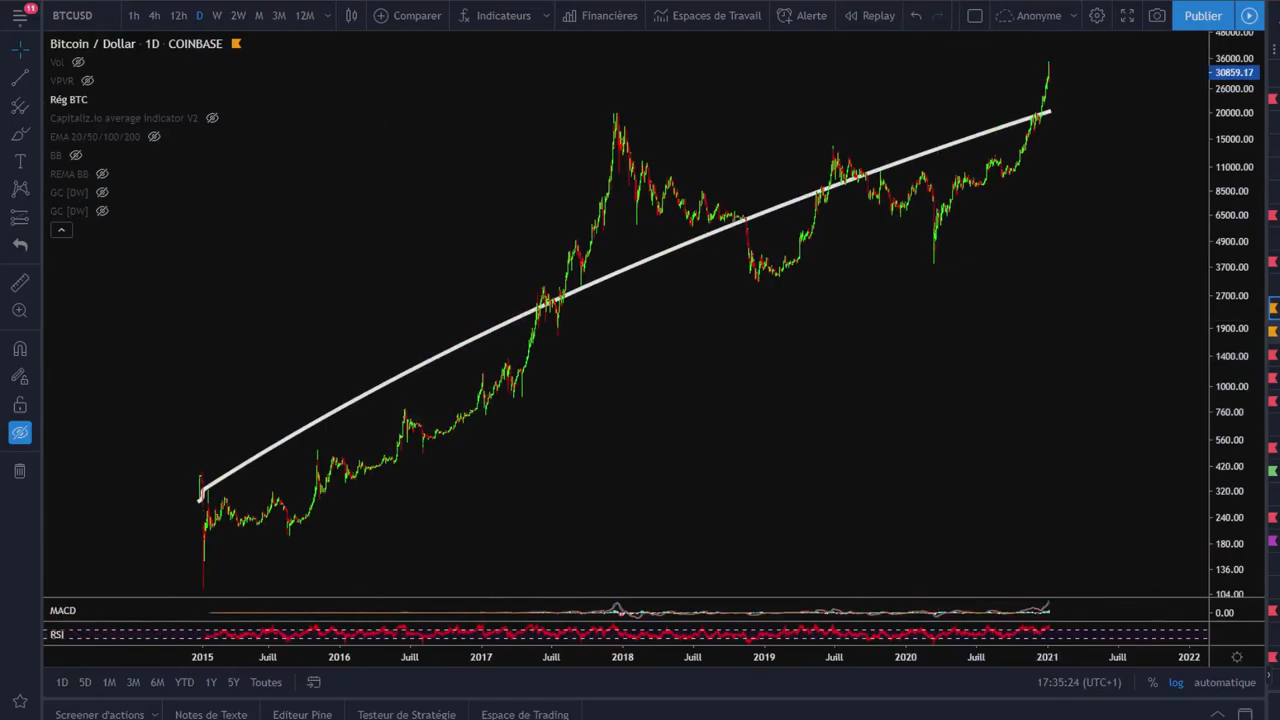 11
BTCUSD 1h 4h 12h D W 2W M 3M 12M Comparer Indicateurs Financières Espaces de Travail Alerte Replay Anonyme Publier
Bitcoin / Dollar · 1D · COINBASE
Vol
VPVR
Rég BTC
Capitaliz.io average indicator V2
EMA 20/50/100/200
BB
REMA BB
GC [DW]
GC [DW]
48000.00
36000.00
30859.17
26000.00
20000.00
15000.00
11000.00
8500.00
6500.00
4900.00
3700.00
2700.00
1900.00
1400.00
1000.00
760.00
560.00
420.00
320.00
240.00
180.00
136.00
104.00
MACD
0.00
RSI
2015 Juill 2016 Juill 2017 Juill 2018 Juill 2019 Juill 2020 Juill 2021 Juill 2022
1D 5D 1M 3M 6M YTD 1Y 5Y Toutes 17:35:24 (UTC+1) % log automatique
Screener d'actions Notes de Texte Editeur Pine Testeur de Stratégie Espace de Trading